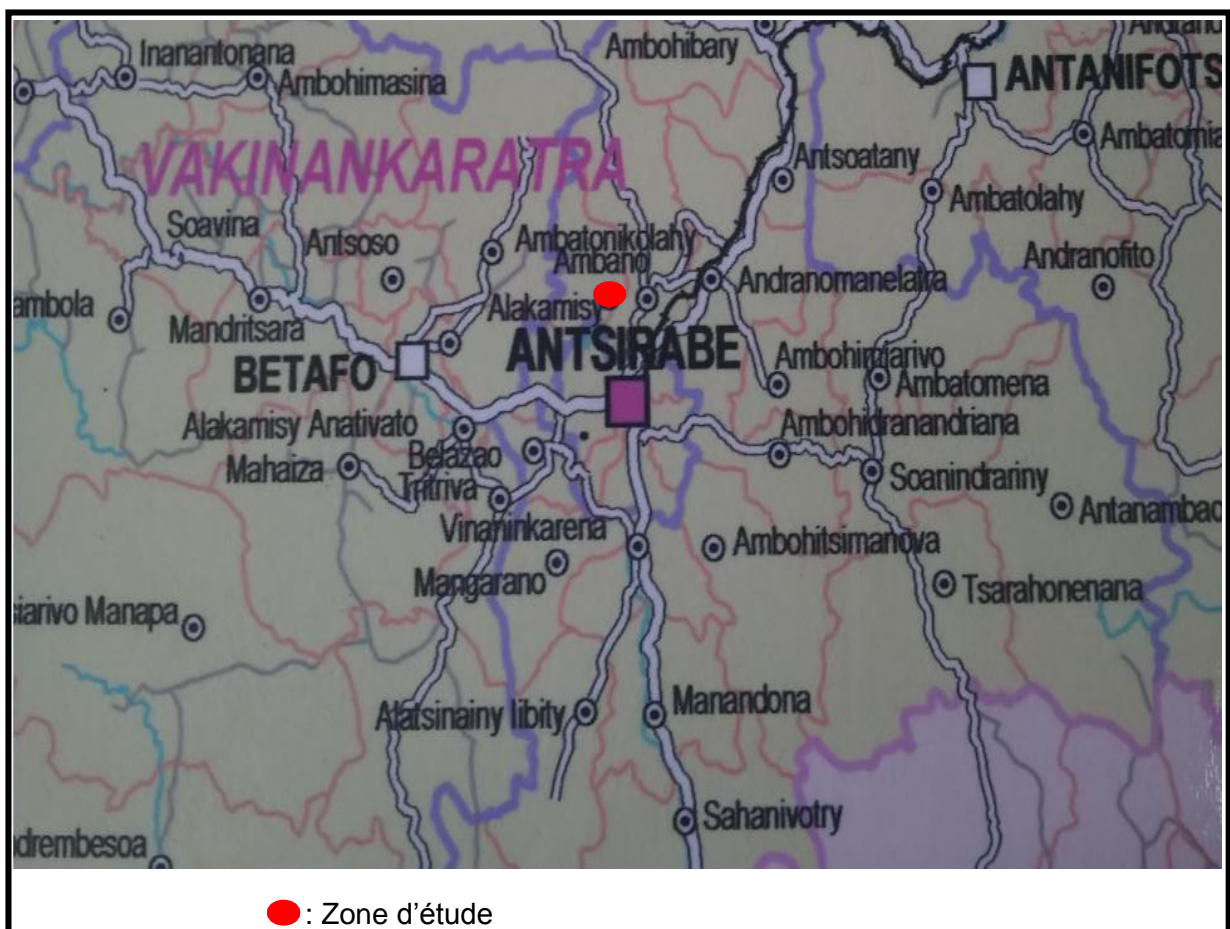 Inanantonana
Ambohibary
Ambohimasina
ANTANIFOTS
Ambatomia
VAKINANKARATRA
Antsoatany
Ambatolahy
Soavina
Antsoso
Ambatonikolahy
Ambano
Andranofito
Andranomanelatra
ambola
Mandritsara
Alakamisy
BETAFO
ANTSIRABE
Ambohimiarivo
Ambatomena
Alakamisy Anativato
Ambohidranandriana
Mahaiza
Belazao
Tritriva
Soanindrariny
Vinaninkarena
Antanambao
Ambohitsimanova
Mangarano
Tsarahonenana
siarivo Manapa
Alatsinainy Ibity
Manandona
Sahanivotry
drembesoa
: Zone d’étude